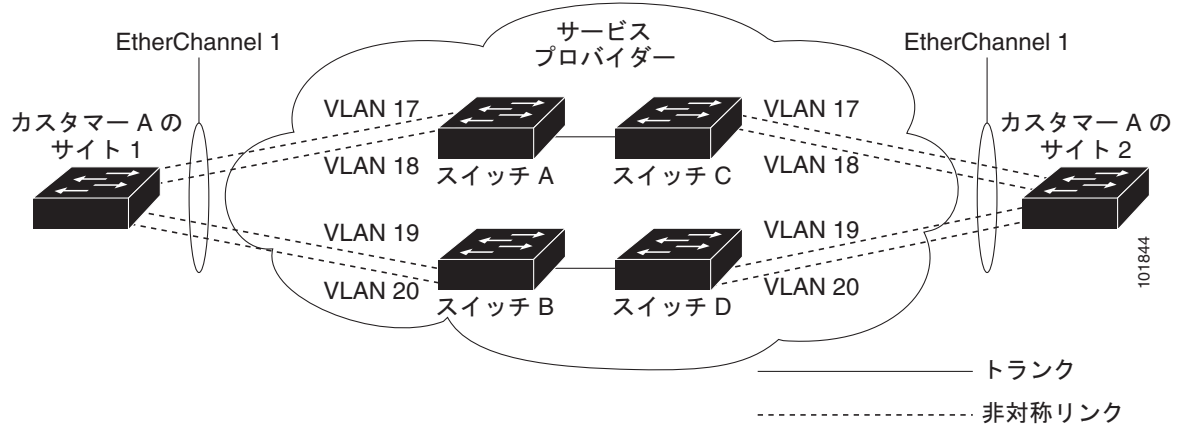 EtherChannel 1
サービス
プロバイダー
EtherChannel 1
カスタマー A の
サイト 1
VLAN 17
VLAN 18
スイッチ A
スイッチ C
VLAN 17
VLAN 18
カスタマー A の
サイト 2
VLAN 19
VLAN 20
スイッチ B
スイッチ D
VLAN 19
VLAN 20
101844
トランク
非対称リンク